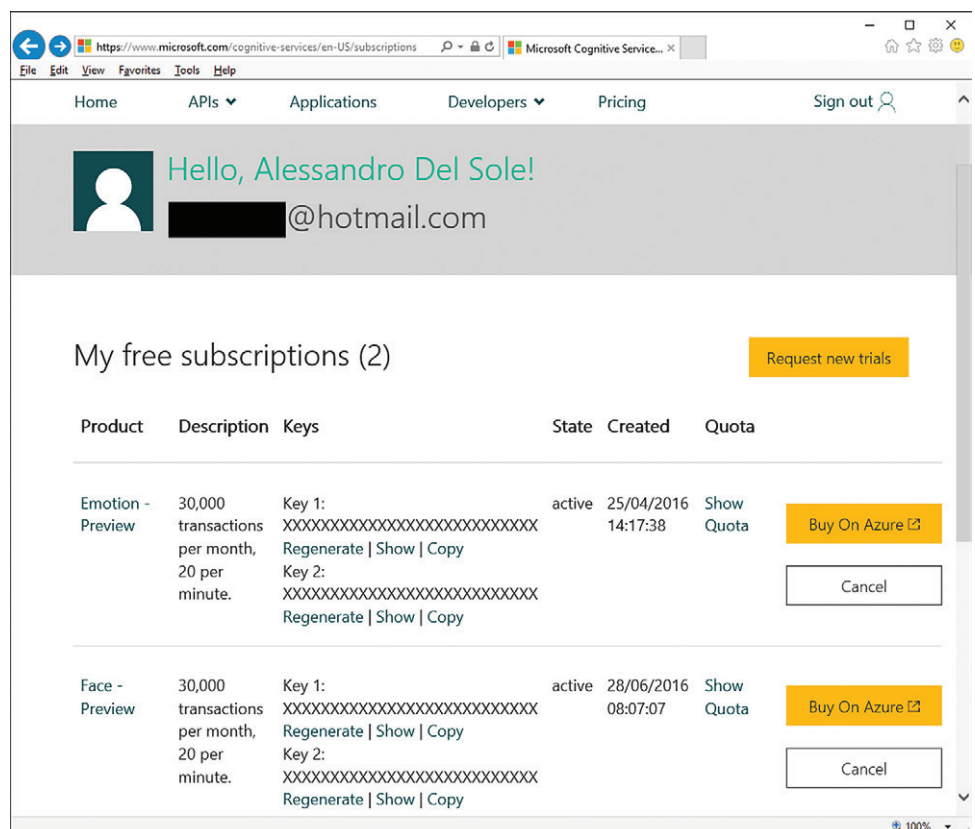 https://www.microsoft.com/cognitive-services/en-US/subscriptions
Microsoft Cognitive Service...
File Edit View Favorites Tools Help
Home APIs Applications Developers Pricing Sign out
Hello, Alessandro Del Sole!
@hotmail.com
My free subscriptions (2)
Request new trials
Product Description Keys State Created Quota
Emotion - 30,000 Key 1: active 25/04/2016 Show
Preview transactions XXXXXXXXXXXXXXXXXXXXXXXXXXX 14:17:38 Quota Buy On Azure
per month, Regenerate | Show | Copy
20 per Key 2:
minute. XXXXXXXXXXXXXXXXXXXXXXXXXXX Cancel
Regenerate | Show | Copy
Face - 30,000 Key 1: active 28/06/2016 Show
Preview transactions XXXXXXXXXXXXXXXXXXXXXXXXXXX 08:07:07 Quota Buy On Azure
per month, Regenerate | Show | Copy
20 per Key 2:
minute. XXXXXXXXXXXXXXXXXXXXXXXXXXX Cancel
Regenerate | Show | Copy
100%